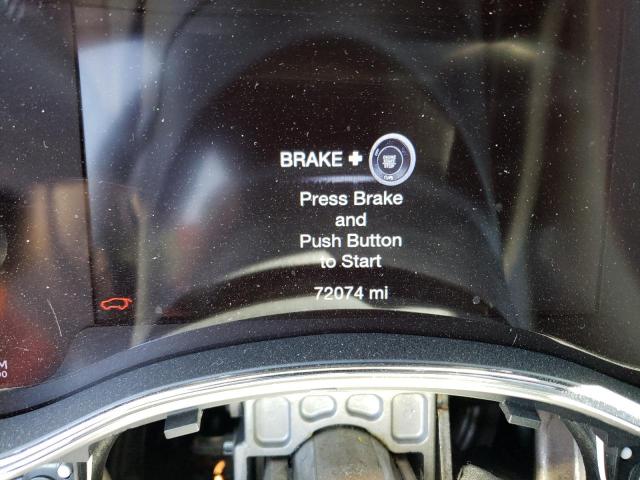 BRAKE +
Press Brake
and
Push Button
to Start
72074 mi